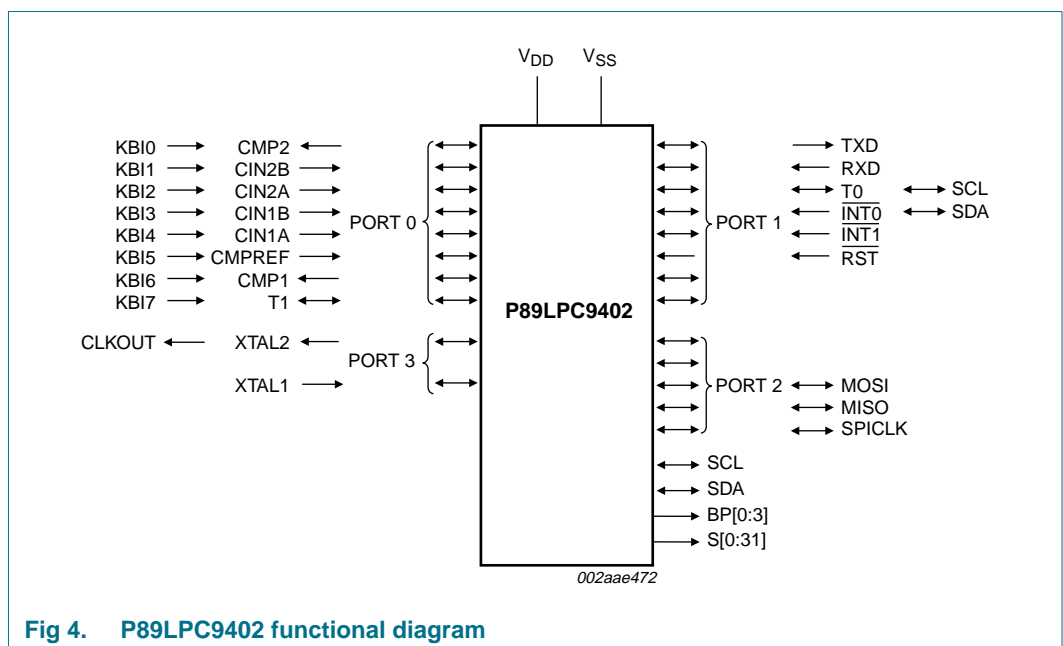 VDD VSS
KBI0 CMP2 TXD
KBI1 CIN2B RXD
KBI2 CIN2A T0 SCL
KBI3 CIN1B INT0 SDA
PORT 0 PORT 1
KBI4 CIN1A INT1
KBI5 CMPREF RST
KBI6 CMP1
KBI7 T1
P89LPC9402
CLKOUT XTAL2
PORT 3
XTAL1 PORT 2 MOSI
MISO
SPICLK
SCL
SDA
BP[0:3]
S[0:31]
002aae472
Fig 4. P89LPC9402 functional diagram